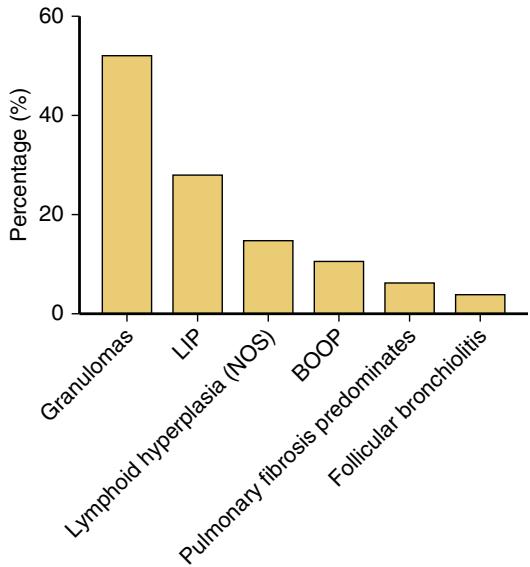 Percentage (%)
60
40
20
0
Granulomas
LIP
Lymphoid hyperplasia (NOS)
BOOP
Pulmonary fibrosis predominates
Follicular bronchiolitis